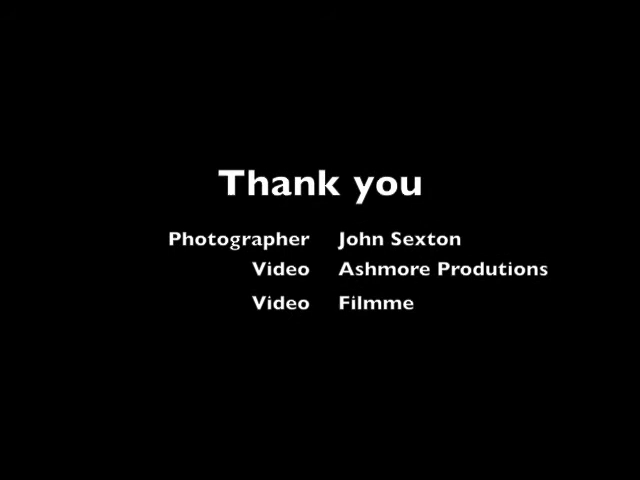 Thank you
Photographer John Sexton
Video Ashmore Produtions
Video Filmme